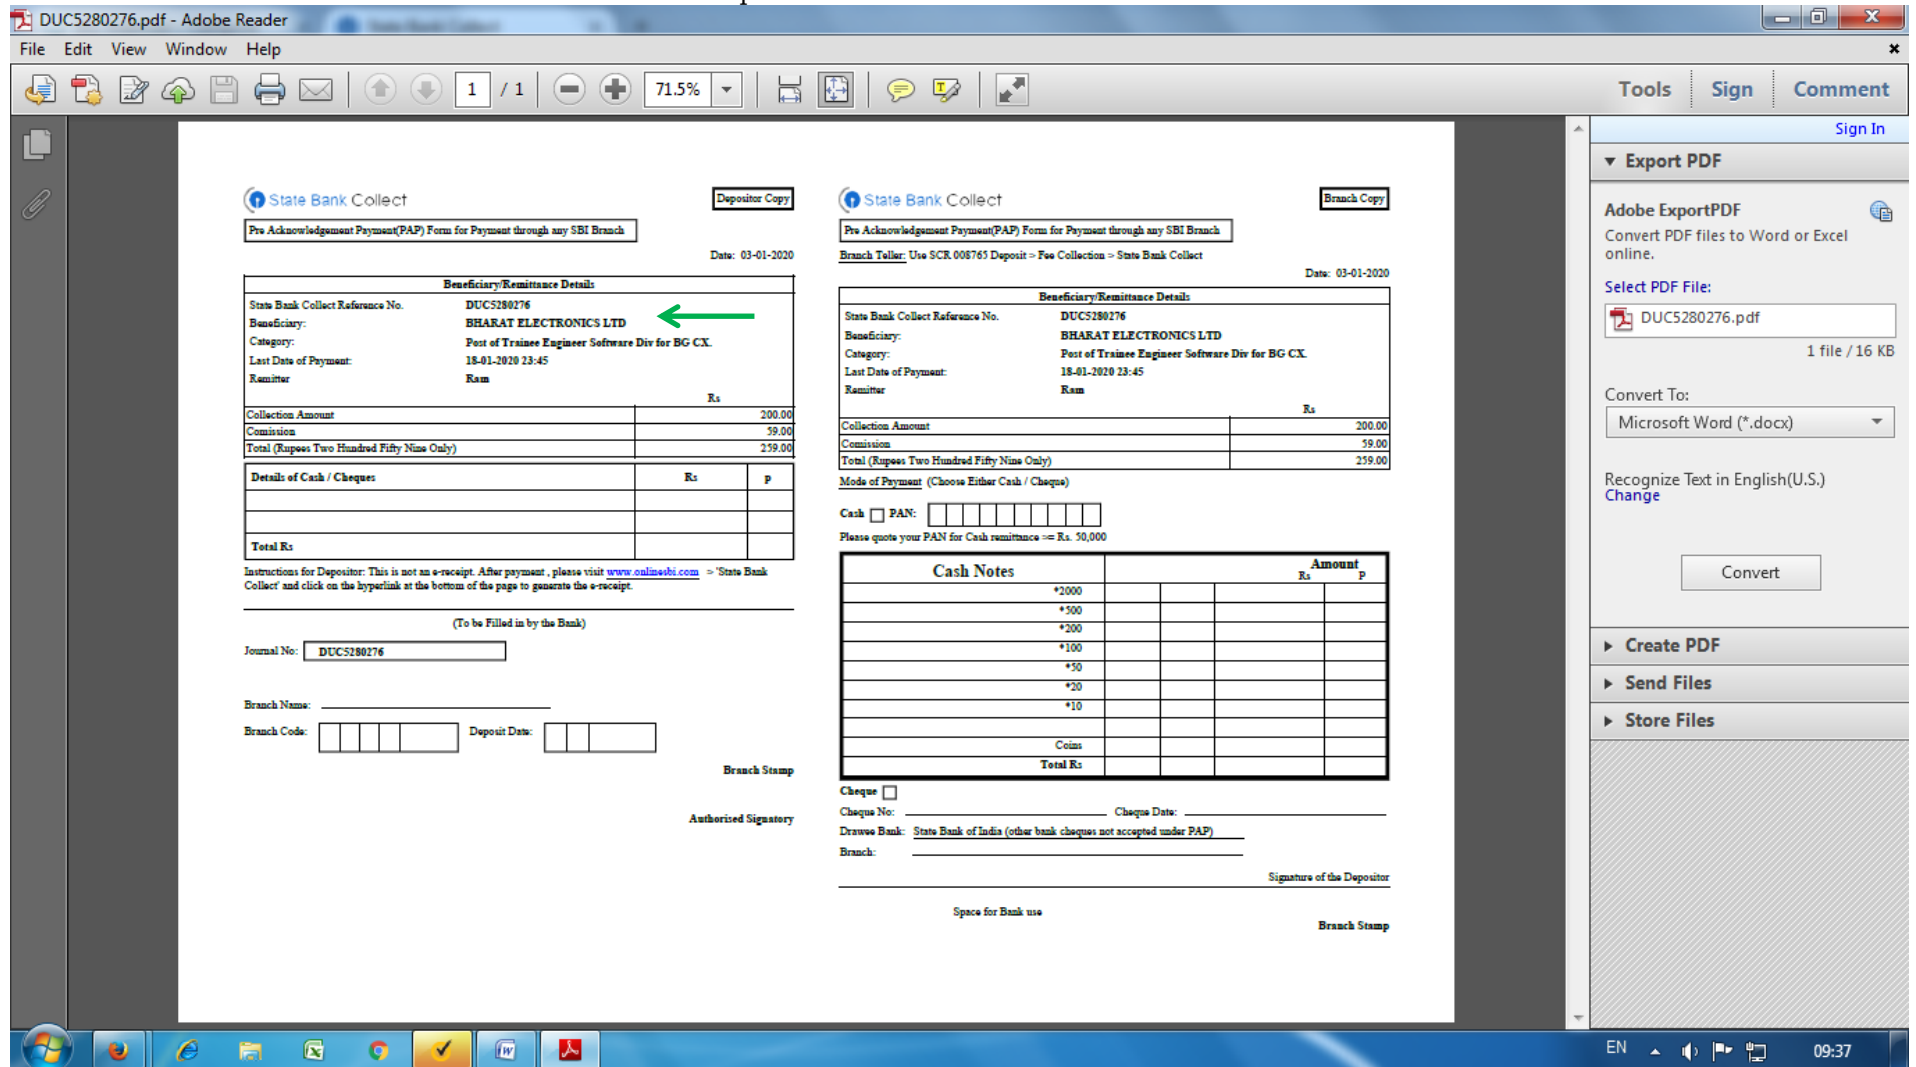 DUC5280276.pdf - Adobe Reader
File Edit View Window Help
1 / 1 71.5%
Tools Sign Comment
State Bank Collect
Depositor Copy
Pre Acknowledgement Payment(PAP) Form for Payment through any SBI Branch
Date: 03-01-2020
Beneficiary/Remittance Details
State Bank Collect Reference No. DUC5280276
Beneficiary: BHARAT ELECTRONICS LTD
Category: Post of Trainee Engineer Software Div for BG CX.
Last Date of Payment: 18-01-2020 23:45
Remitter Ram
Rs
Collection Amount 200.00
Comission 59.00
Total (Rupees Two Hundred Fifty Nine Only) 259.00
Details of Cash / Cheques Rs P
Total Rs
Instructions for Depositor: This is not an e-receipt. After payment , please visit www.onlinesbi.com > 'State Bank
Collect' and click on the hyperlink at the bottom of the page to generate the e-receipt.
(To be Filled in by the Bank)
Journal No: DUC5280276
Branch Name:
Branch Code: Deposit Date:
Branch Stamp
Authorised Signatory
State Bank Collect
Branch Copy
Pre Acknowledgement Payment(PAP) Form for Payment through any SBI Branch
Branch Teller: Use SCR 008765 Deposit > Fee Collection > State Bank Collect
Date: 03-01-2020
Beneficiary/Remittance Details
State Bank Collect Reference No. DUC5280276
Beneficiary: BHARAT ELECTRONICS LTD
Category: Post of Trainee Engineer Software Div for BG CX.
Last Date of Payment: 18-01-2020 23:45
Remitter Ram
Rs
Collection Amount 200.00
Comission 59.00
Total (Rupees Two Hundred Fifty Nine Only) 259.00
Mode of Payment (Choose Either Cash / Cheque)
Cash PAN:
Please quote your PAN for Cash remittance >= Rs. 50,000
Cash Notes Amount
Rs P
*2000
*500
*200
*100
*50
*20
*10
Coins
Total Rs
Cheque
Cheque No: Cheque Date:
Drawee Bank: State Bank of India (other bank cheques not accepted under PAP)
Branch:
Signature of the Depositor
Space for Bank use
Branch Stamp
Sign In
Export PDF
Adobe ExportPDF
Convert PDF files to Word or Excel
online.
Select PDF File:
DUC5280276.pdf
1 file / 16 KB
Convert To:
Microsoft Word (*.docx)
Recognize Text in English(U.S.)
Change
Convert
Create PDF
Send Files
Store Files
EN 09:37